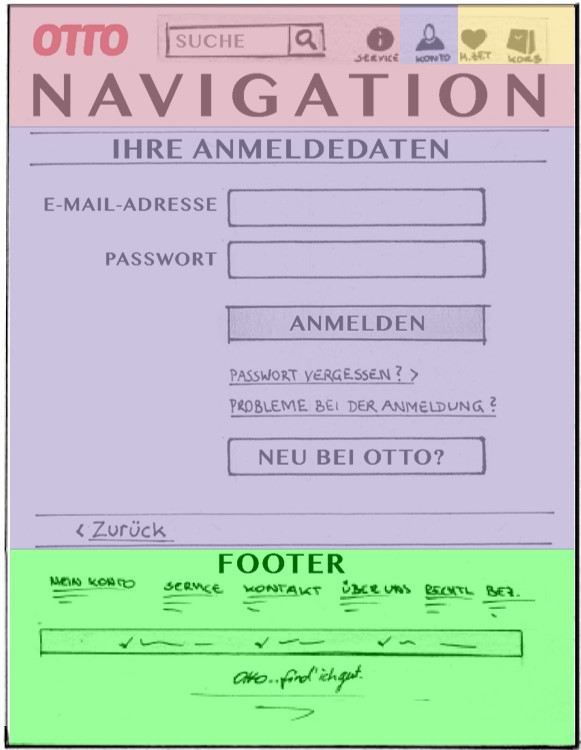 OTTO SUCHE SERVICE KONTO M.ZET KORB
NAVIGATION
IHRE ANMELDEDATEN
E-MAIL-ADRESSE
PASSWORT
ANMELDEN
PASSWORT VERGESSEN? >
PROBLEME BEI DER ANMELDUNG?
NEU BEI OTTO?
< Zurück
FOOTER
MEIN KONTO SERVICE KONTAKT ÜBER UNS RECHTL BEZ.
Otto...find' ich gut.